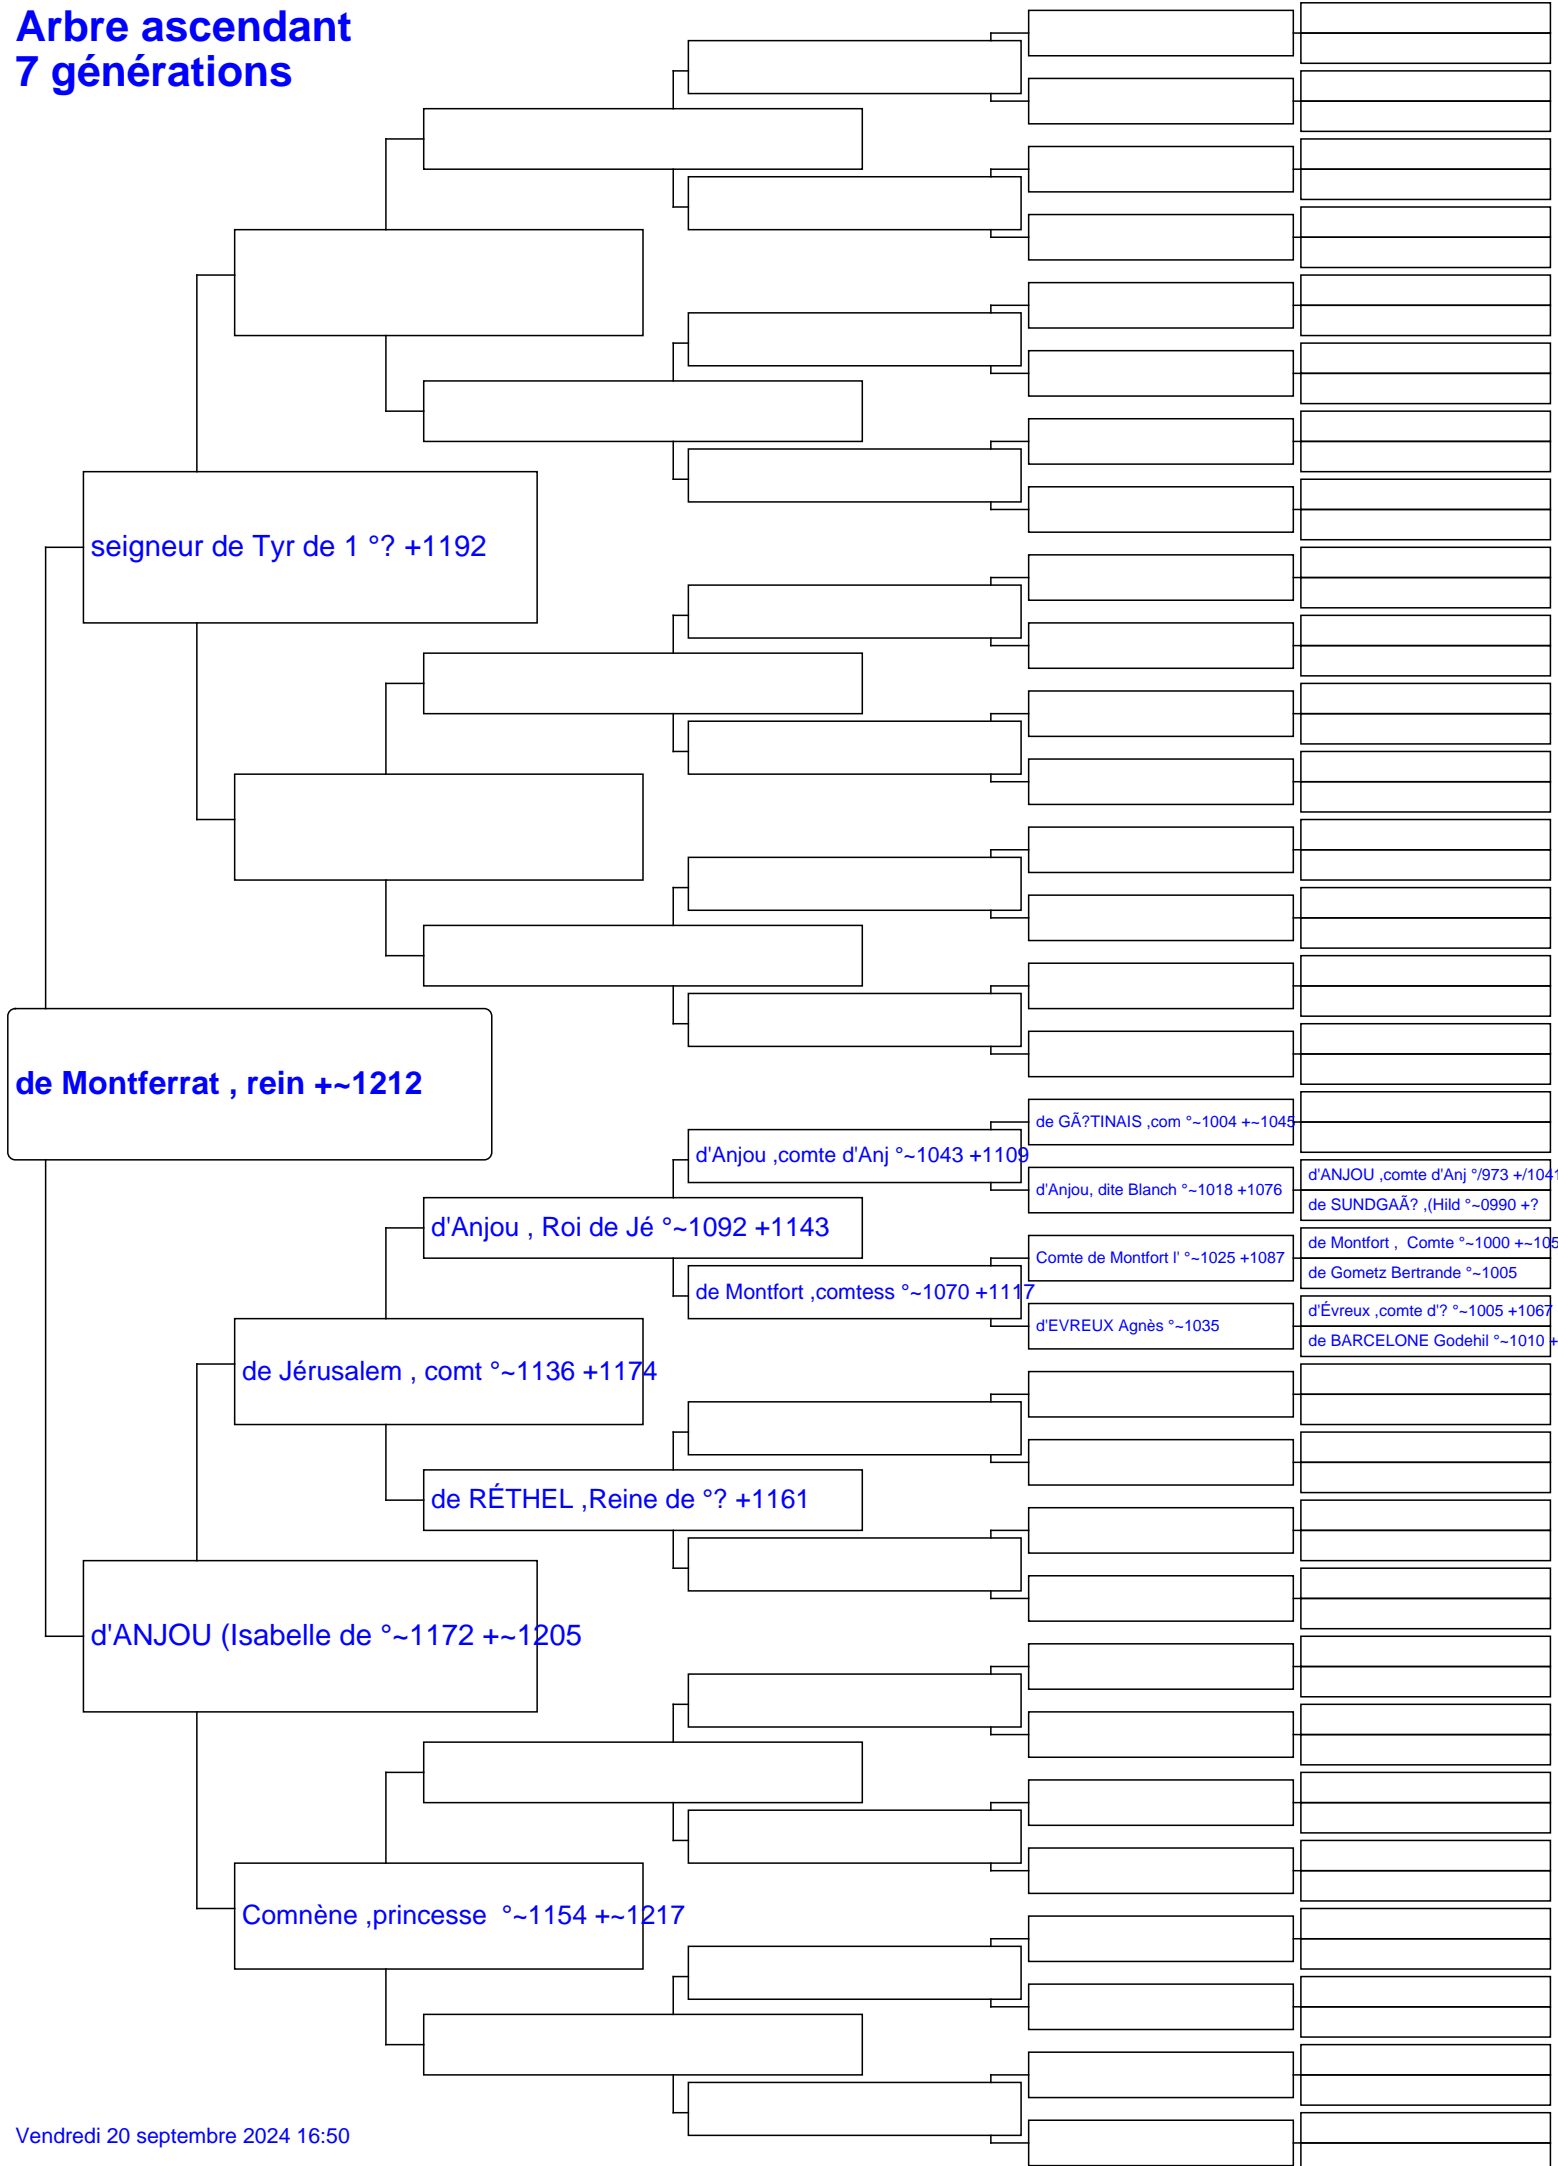 Arbre ascendant
7 générations
seigneur de Tyr de 1 °? +1192
de Montferrat , rein +~1212
de GÃ?TINAIS ,com °~1004 +~1045
d'Anjou ,comte d'Anj °~1043 +1109
d'Anjou, dite Blanch °~1018 +1076
d'ANJOU ,comte d'Anj °/973 +/1041
de SUNDGAÃ? ,(Hild °~0990 +?
d'Anjou , Roi de Jé °~1092 +1143
de Montfort , Comte °~1000 +~105
Comte de Montfort l' °~1025 +1087
de Gometz Bertrande °~1005
de Montfort ,comtess °~1070 +1117
d'Évreux ,comte d'? °~1005 +1067
d'EVREUX Agnès °~1035
de BARCELONE Godehil °~1010 +
de Jérusalem , comt °~1136 +1174
de RÉTHEL ,Reine de °? +1161
d'ANJOU (Isabelle de °~1172 +~1205
Comnène ,princesse °~1154 +~1217
Vendredi 20 septembre 2024 16:50